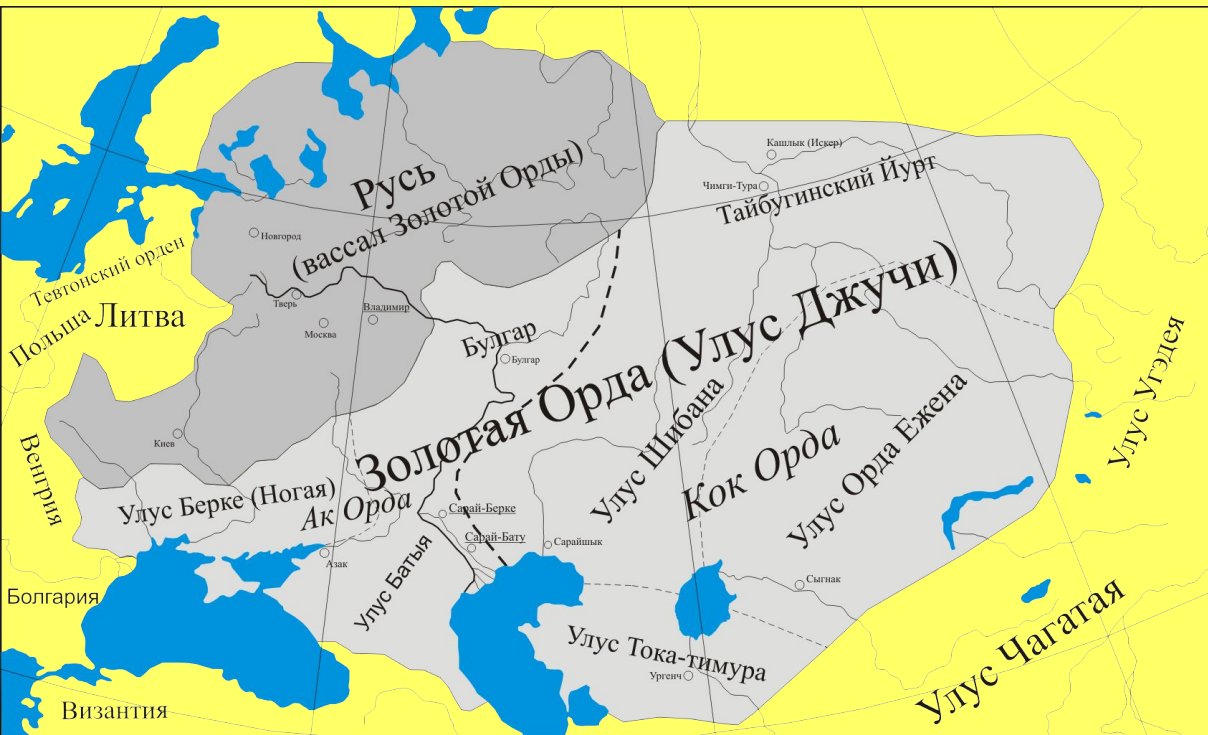 Кашлык (Искер)
Чимги-Тура
Тайбугинский Йурт
Русь
(вассал Золотой Орды)
Новгород
Тевтонский орден
Тверь
Владимир
Москва
Польша
Литва
Булгар
Булгар
Золотая Орда (Улус Джучи)
Улус Угэдея
Киев
Венгрия
Улус Шибана
Кок Орда
Улус Орда Ежена
Улус Берке (Ногая)
Ак Орда
Сарай-Берке
Сарай-Бату
Сарайшык
Азак
Улус Батыя
Сыгнак
Болгария
Улус Тока-тимура
Ургенч
Улус Чагатая
Византия